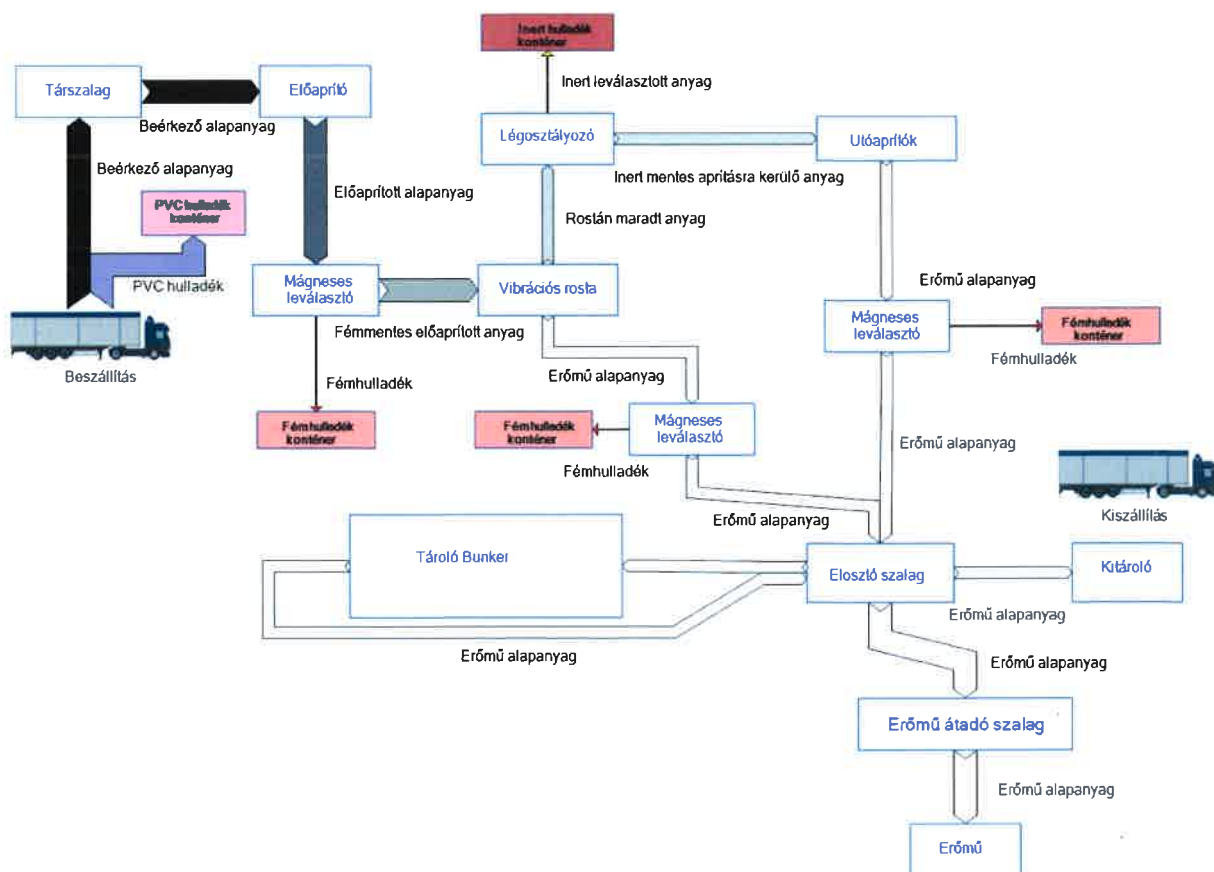 Inert hulladék
konténer
Társzalag
Előaprító
Inert leválasztott anyag
Beérkező alapanyag
Légosztályozó
Utóaprítók
Beérkező alapanyag
Előaprított alapanyag
Inert mentes aprításra kerülő anyag
PVC hulladék
konténer
Rostán maradt anyag
PVC hulladék
Mágneses
leválasztó
Vibrációs rosta
Erőmű alapanyag
Fémmentes előaprított anyag
Mágneses
leválasztó
Fémhulladék
konténer
Fémhulladék
Beszállítás
Fémhulladék
Erőmű alapanyag
Fémhulladék
konténer
Fémhulladék
konténer
Mágneses
leválasztó
Fémhulladék
Erőmű alapanyag
Kiszállílás
Erőmű alapanyag
Tároló Bunker
Elosztó szalag
Kitároló
Erőmű alapanyag
Erőmű alapanyag
Erőmű alapanyag
Erőmű átadó szalag
Erőmű alapanyag
Erőmű